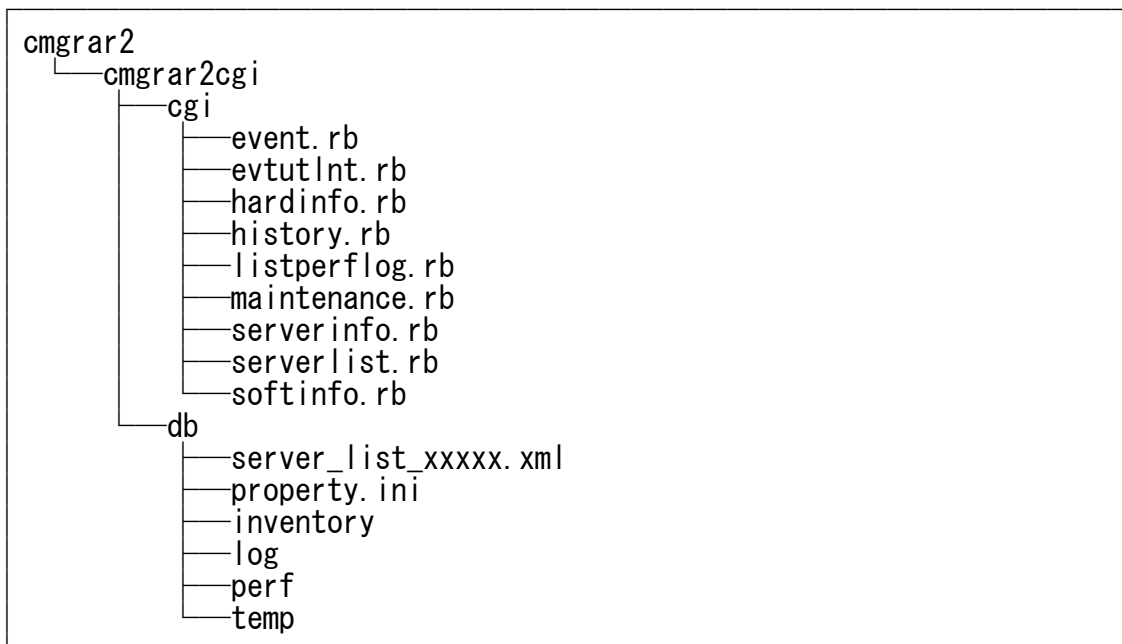 cmgrar2
cmgrar2cgi
cgi
event.rb
evtutlnt.rb
hardinfo.rb
history.rb
listperflog.rb
maintenance.rb
serverinfo.rb
serverlist.rb
softinfo.rb
db
server_list_xxxxx.xml
property.ini
inventory
log
perf
temp